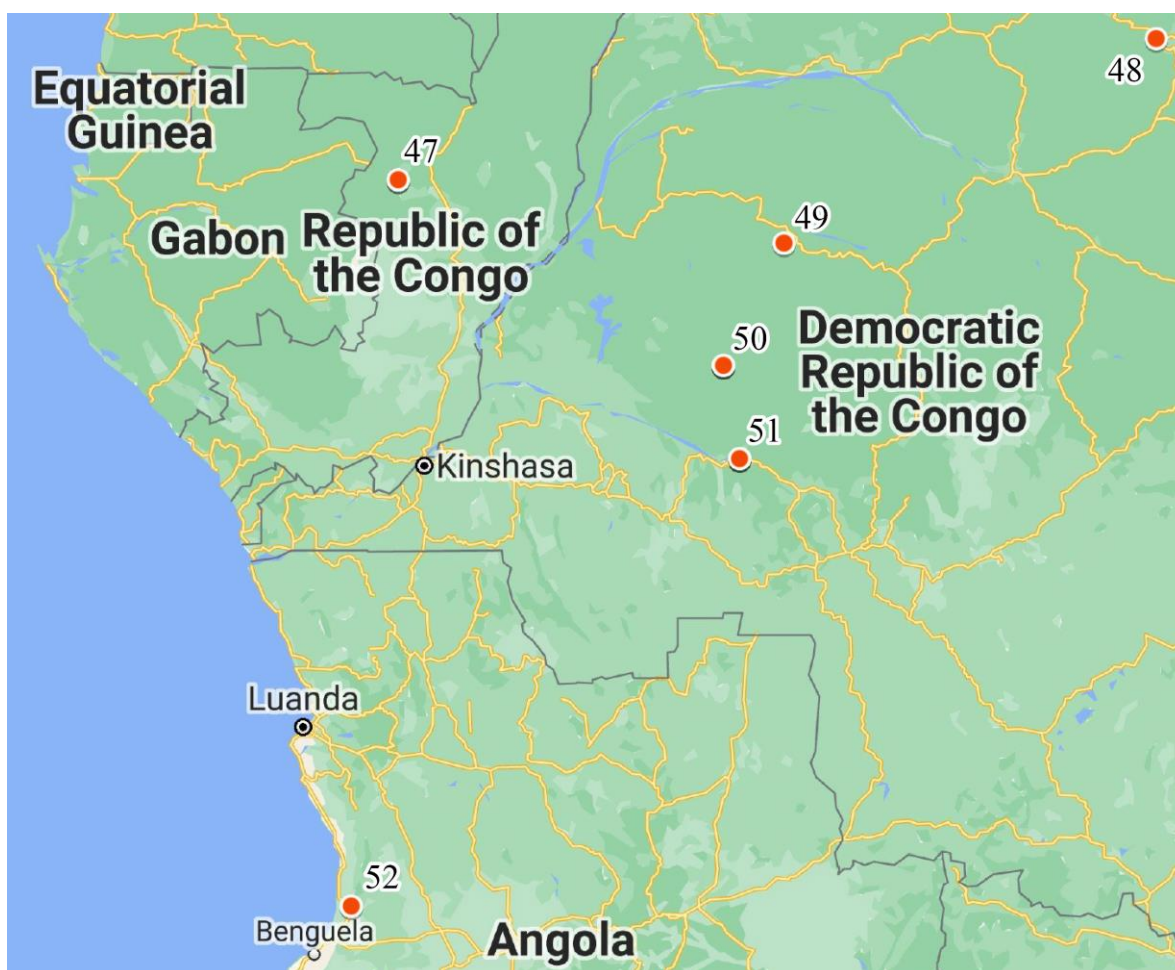 48
Equatorial
Guinea
47
49
Gabon
Republic of
the Congo
50
Democratic
Republic of
the Congo
51
Kinshasa
Luanda
52
Benguela
Angola